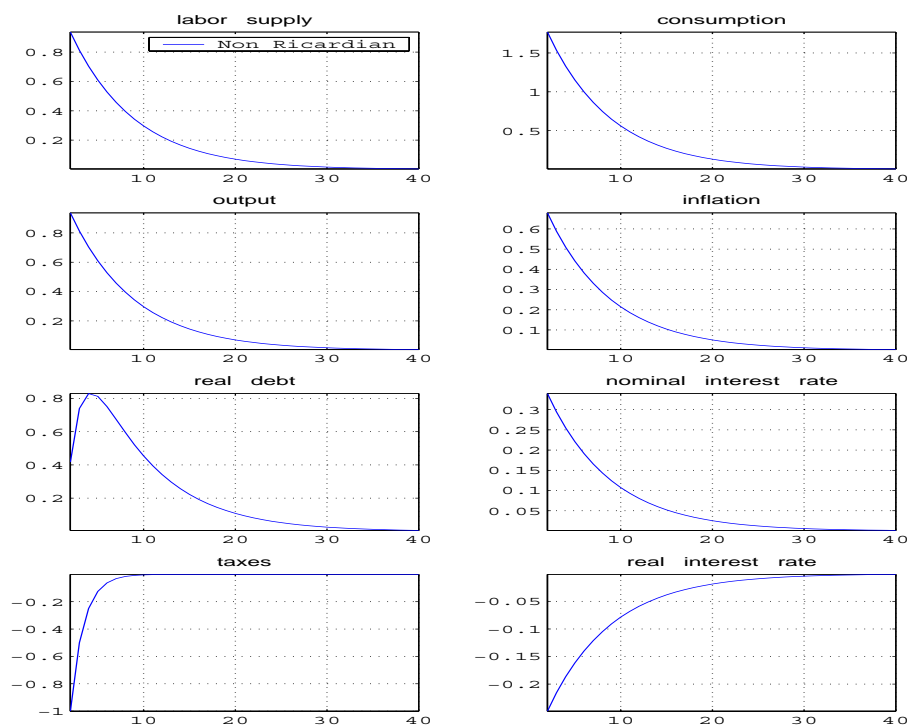 labor supply
Non Ricardian
0.8
0.6
0.4
0.2
10 20 30 40
consumption
1.5
1
0.5
10 20 30 40
output
0.8
0.6
0.4
0.2
10 20 30 40
inflation
0.6
0.5
0.4
0.3
0.2
0.1
10 20 30 40
real debt
0.8
0.6
0.4
0.2
10 20 30 40
nominal interest rate
0.3
0.25
0.2
0.15
0.1
0.05
10 20 30 40
taxes
−0.2
−0.4
−0.6
−0.8
−1
10 20 30 40
real interest rate
−0.05
−0.1
−0.15
−0.2
10 20 30 40